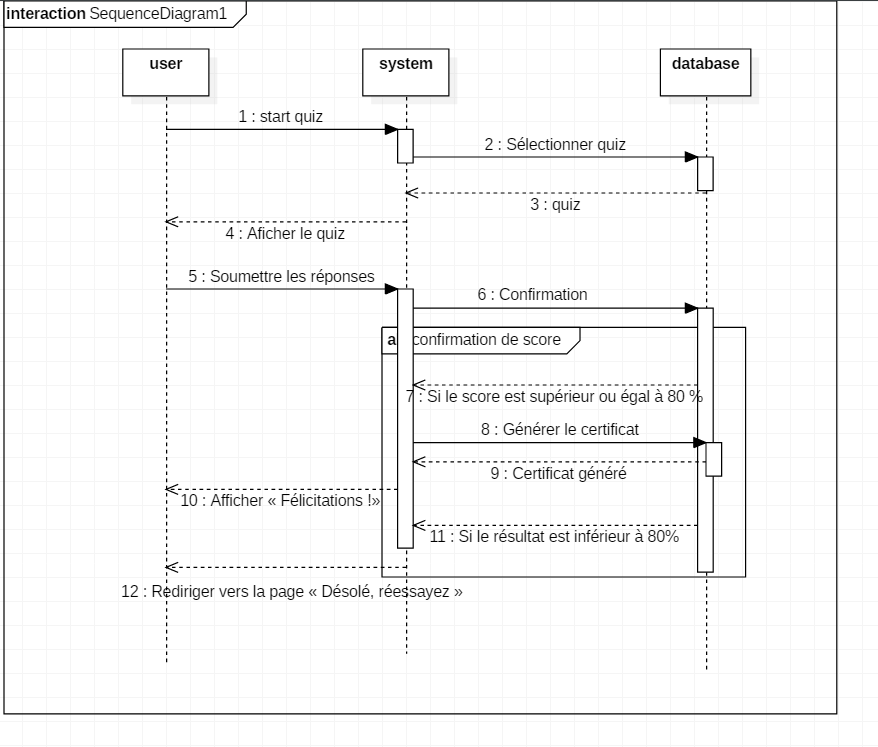 interaction SequenceDiagram1
user
system
database
1 : start quiz
2 : Sélectionner quiz
3 : quiz
4 : Aficher le quiz
5 : Soumettre les réponses
6 : Confirmation
confirmation de score
7 : Si le score est supérieur ou égal à 80 %
8 : Générer le certificat
9 : Certificat généré
10 : Afficher « Félicitations !»
11 : Si le résultat est inférieur à 80%
12 : Rediriger vers la page « Désolé, réessayez »